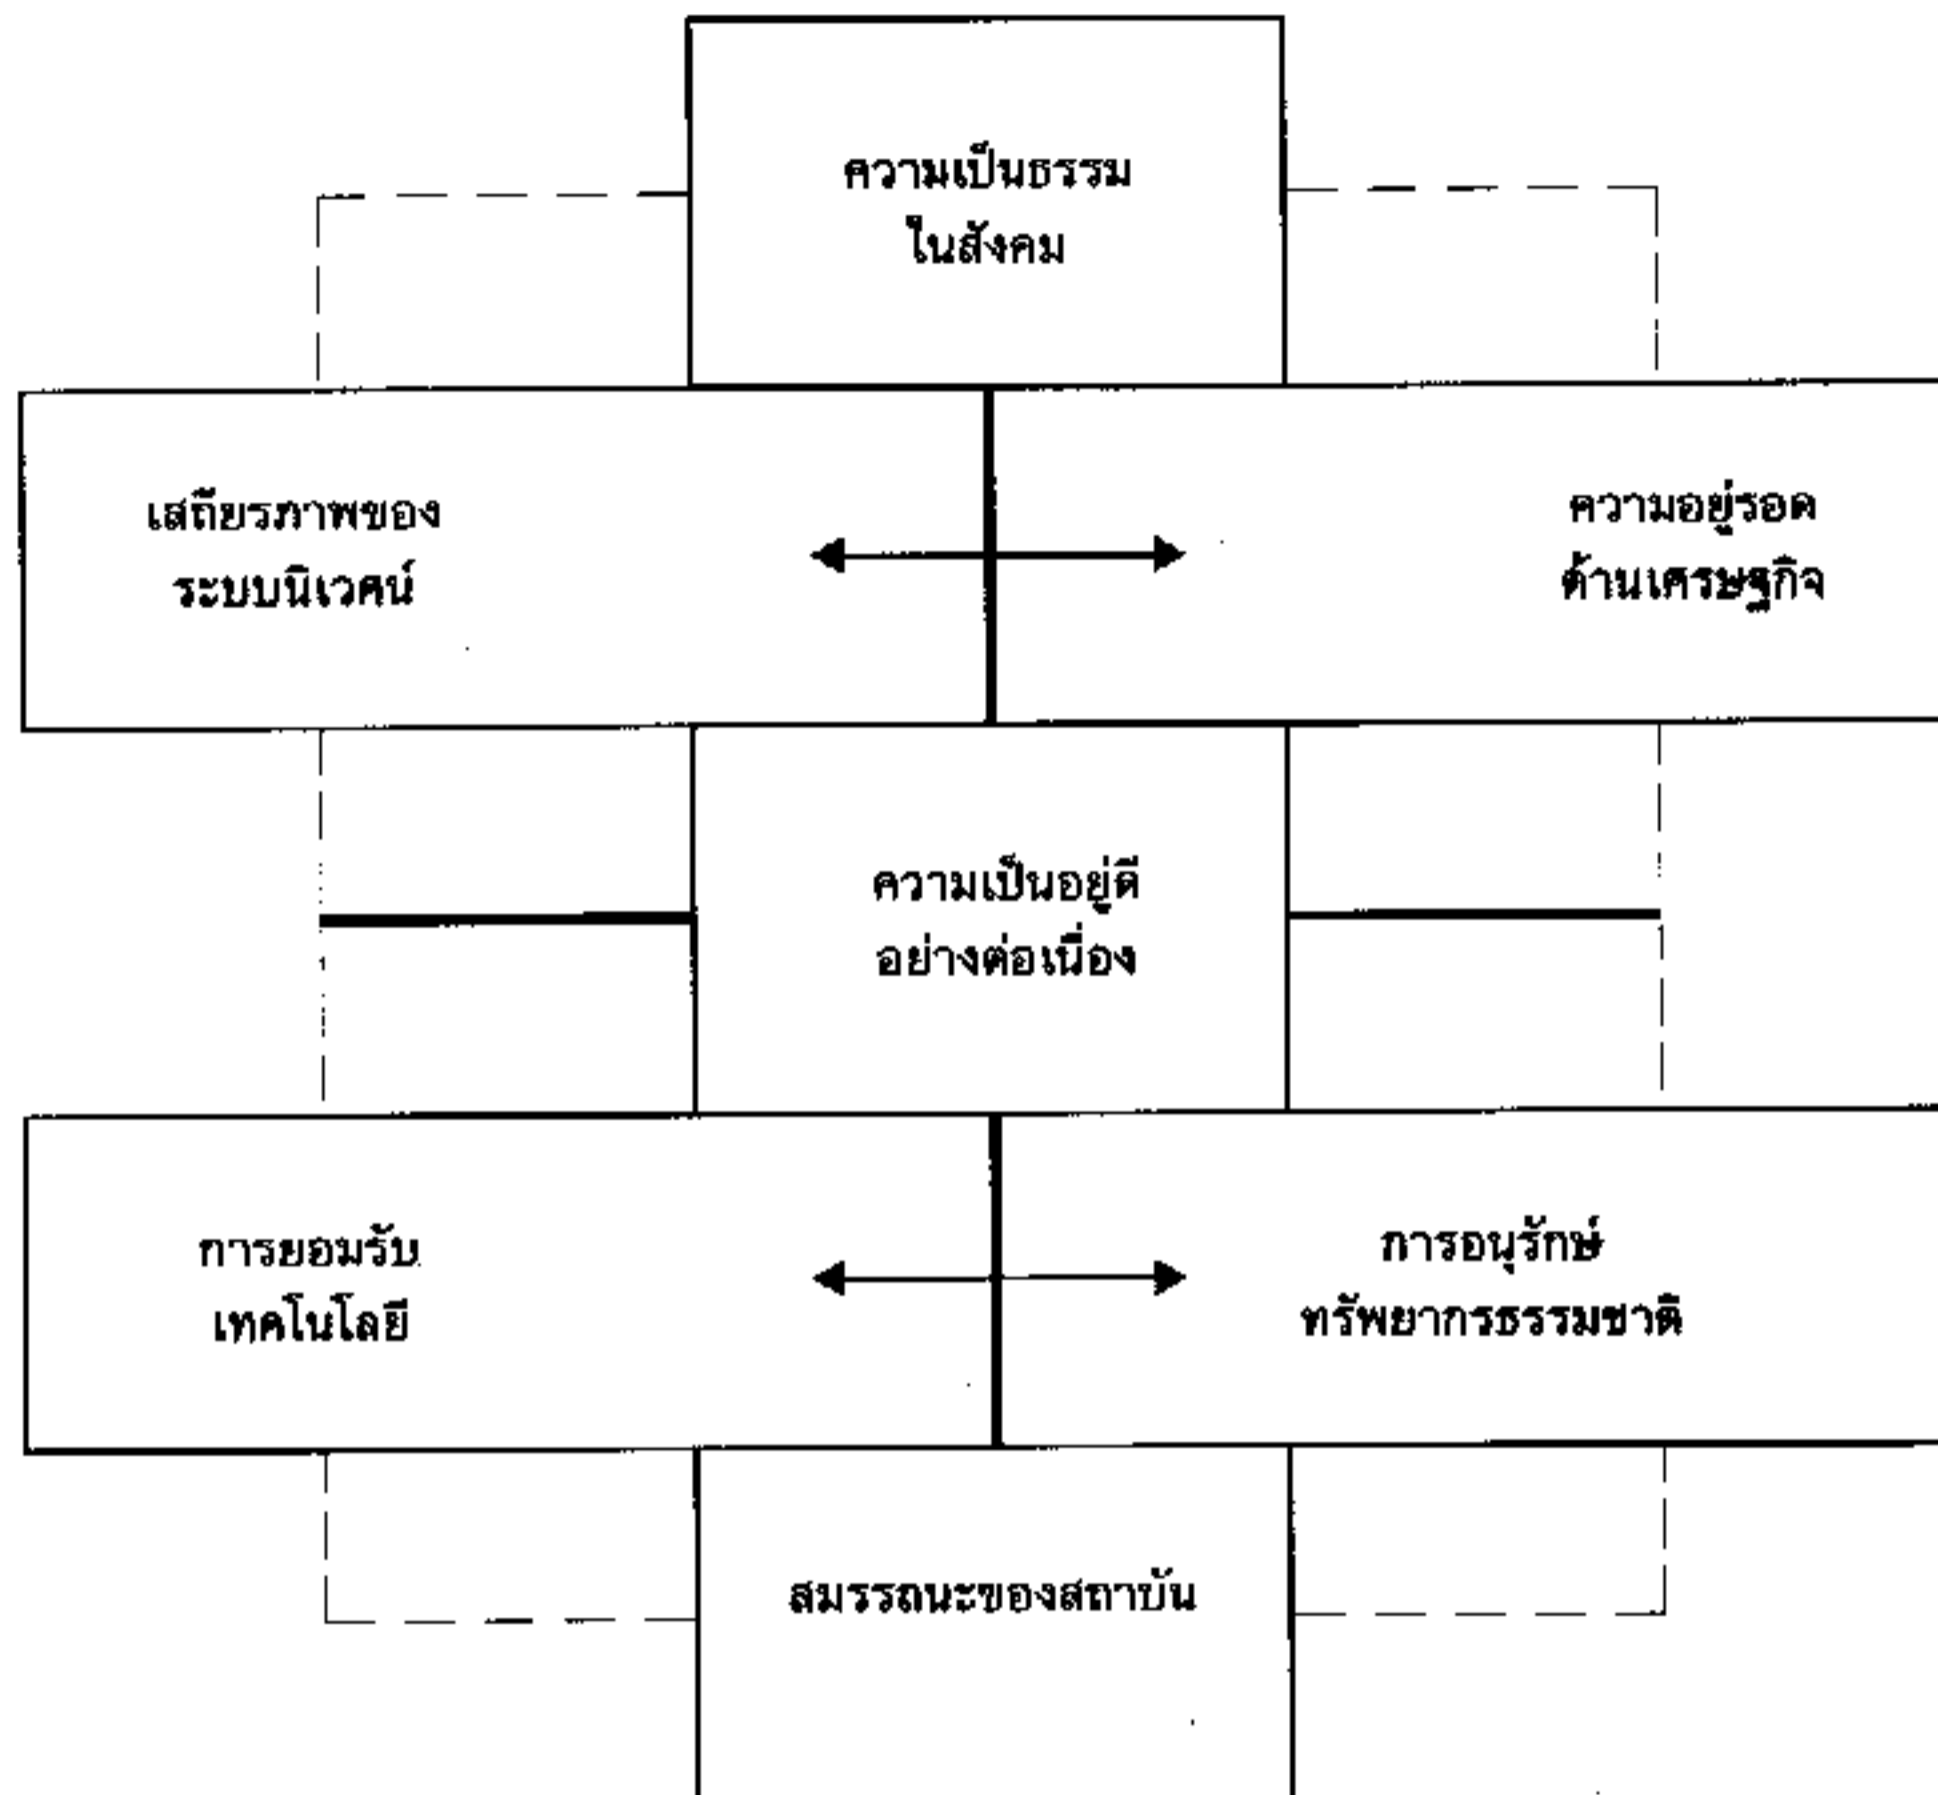 ความเป็นธรรม
ในสังคม
เสถียรภาพของ
ระบบนิเวศน์
ความอยู่รอด
ด้านเศรษฐกิจ
ความเป็นอยู่ดี
อย่างต่อเนื่อง
การยอมรับ
เทคโนโลยี
การอนุรักษ์
ทรัพยากรธรรมชาติ
สมรรถนะของสถาบัน